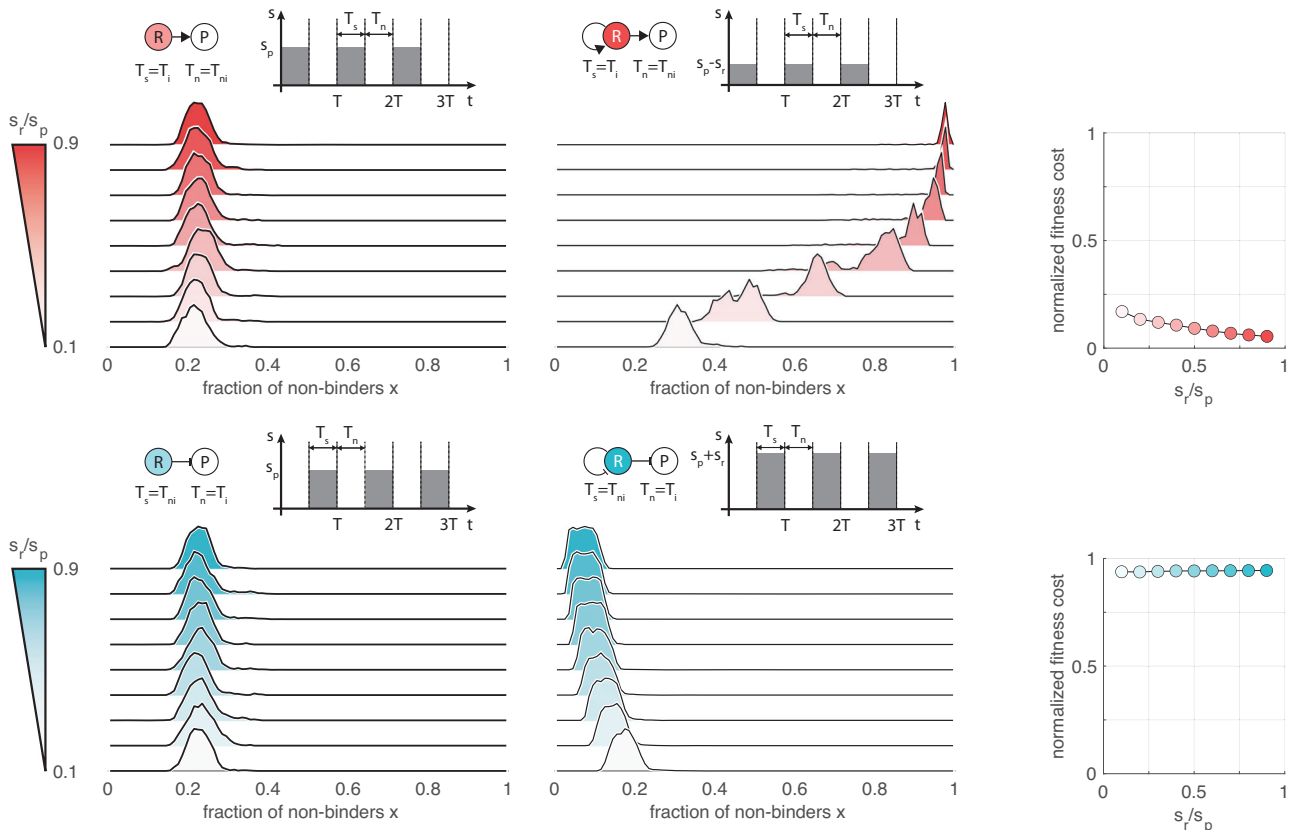 R P
T_s=T_i T_n=T_ni
s
T_s T_n
s_p
T 2T 3T t
R P
T_s=T_i T_n=T_ni
s
T_s T_n
s_p-s_r
T 2T 3T t
s_r/s_p
0.9
0.1
0 0.2 0.4 0.6 0.8 1
fraction of non-binders x
0 0.2 0.4 0.6 0.8 1
fraction of non-binders x
normalized fitness cost
1
0.5
0
0 0.5 1
s_r/s_p
R P
T_s=T_ni T_n=T_i
s
T_s T_n
s_p
T 2T 3T t
R P
T_s=T_ni T_n=T_i
s
T_s T_n
s_p+s_r
T 2T 3T t
s_r/s_p
0.9
0.1
0 0.2 0.4 0.6 0.8 1
fraction of non-binders x
0 0.2 0.4 0.6 0.8 1
fraction of non-binders x
normalized fitness cost
1
0.5
0
0 0.5 1
s_r/s_p